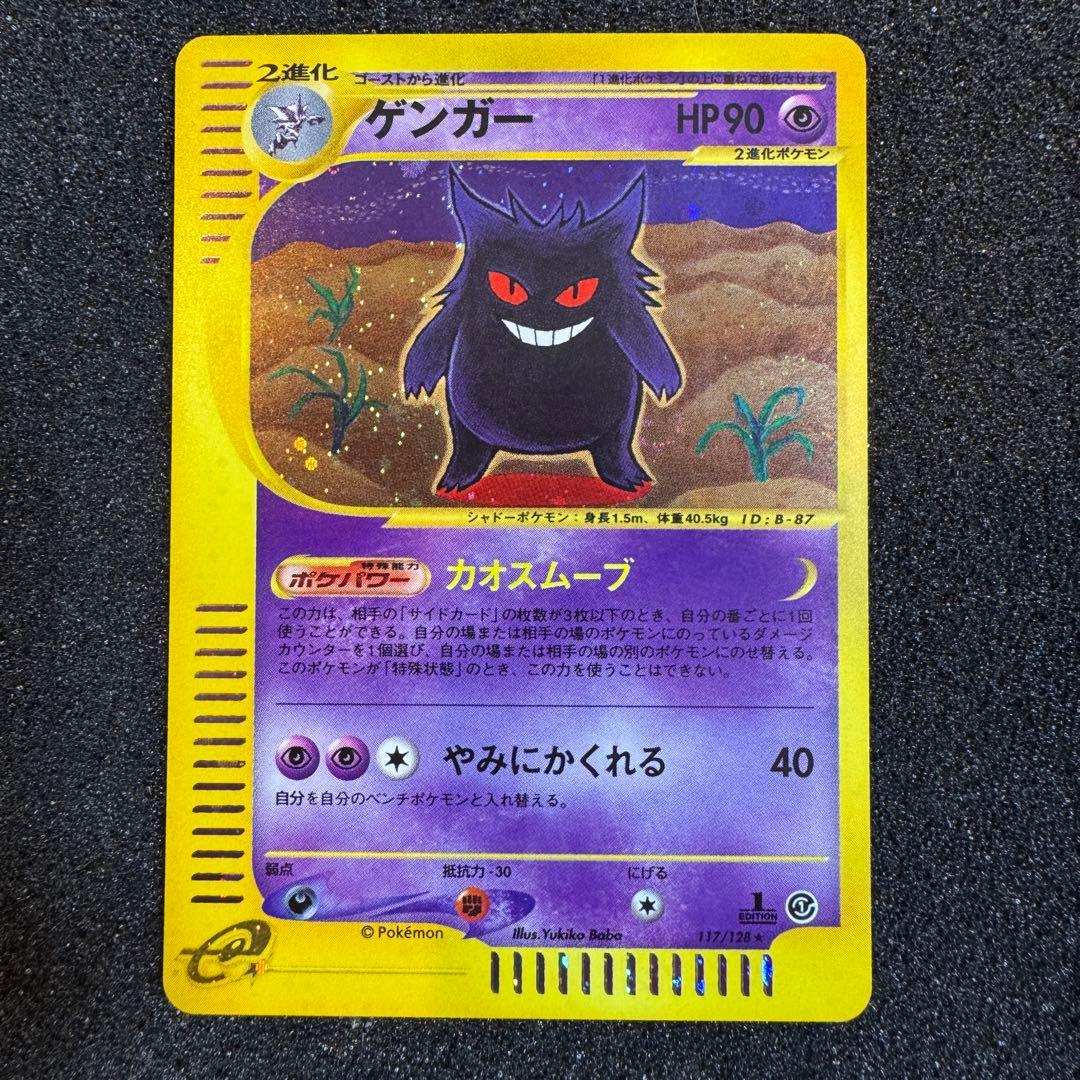 2進化 ゴーストから進化 「1進化ポケモン」の上に重ねて進化させます
ゲンガー HP90
2進化ポケモン
シャドーポケモン:身長1.5m、体重40.5kg ID:B-87
特殊能力
ポケパワー カオスムーブ
この力は、相手の「サイドカード」の枚数が3枚以下のとき、自分の番ごとに1回
使うことができる。自分の場または相手の場のポケモンにのっているダメージ
カウンターを1個選び、自分の場または相手の場の別のポケモンにのせ替える。
このポケモンが「特殊状態」のとき、この力を使うことはできない。
やみにかくれる 40
自分を自分のベンチポケモンと入れ替える。
弱点 抵抗力-30 にげる
1 EDITION
©Pokémon Illus.Yukiko Baba 117/128★
e